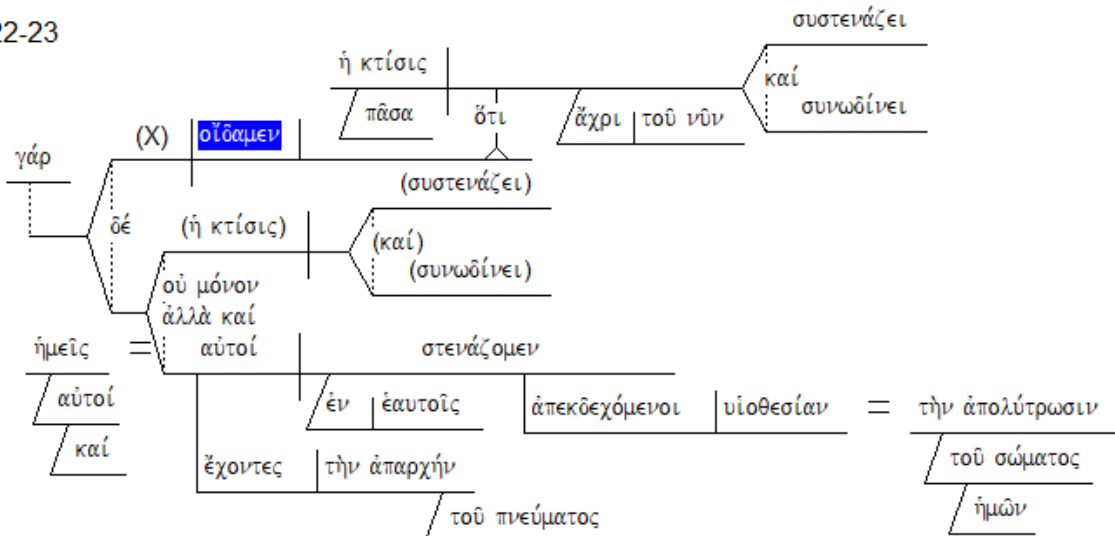 22-23
συστενάζει
ἡ κτίσις
καί
πᾶσα
ὅτι
ἄχρι τοῦ νῦν
συνωδίνει
(X) οἴδαμεν
γάρ
(συστενάζει)
δέ
(ἡ κτίσις)
(καί)
(συνωδίνει)
οὐ μόνον
ἀλλὰ καί
ἡμεῖς = αὐτοί στενάζομεν
αὐτοί
ἐν ἑαυτοῖς
ἀπεκδεχόμενοι υἱοθεσίαν = τὴν ἀπολύτρωσιν
καί
ἔχοντες τὴν ἀπαρχήν
τοῦ σώματος
τοῦ πνεύματος
ἡμῶν